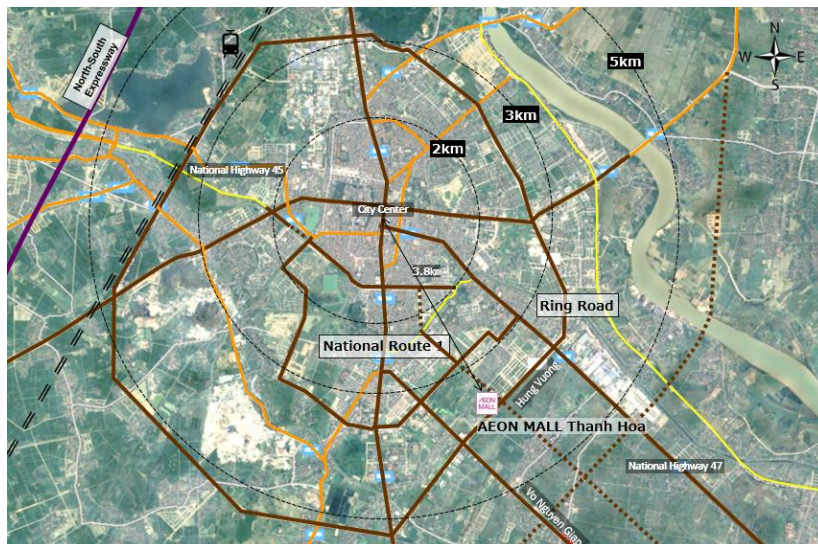 North-South
Expressway
5km
N
W
E
S
3km
2km
National Highway 45
City Center
3.8km
Ring Road
National Route 1
Hung Vuong
AEON
MALL
AEON MALL Thanh Hoa
National Highway 47
Vo Nguyen Giap